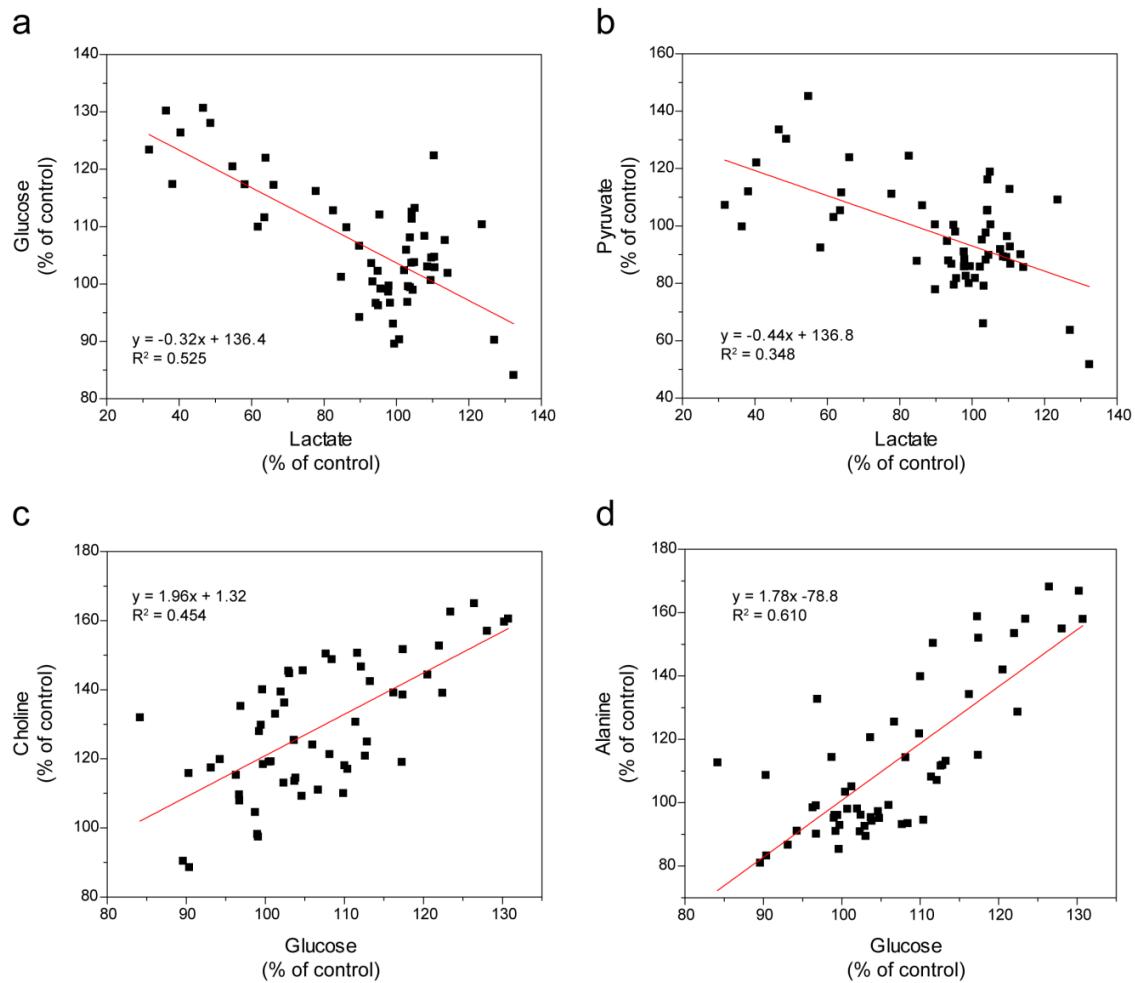 a
140
130
120
110
100
90
80
Glucose
(% of control)
y = -0.32x + 136.4
R² = 0.525
20 40 60 80 100 120 140
Lactate
(% of control)
b
160
140
120
100
80
60
40
Pyruvate
(% of control)
y = -0.44x + 136.8
R² = 0.348
20 40 60 80 100 120 140
Lactate
(% of control)
c
180
160
140
120
100
80
Choline
(% of control)
y = 1.96x + 1.32
R² = 0.454
80 90 100 110 120 130
Glucose
(% of control)
d
180
160
140
120
100
80
Alanine
(% of control)
y = 1.78x -78.8
R² = 0.610
80 90 100 110 120 130
Glucose
(% of control)